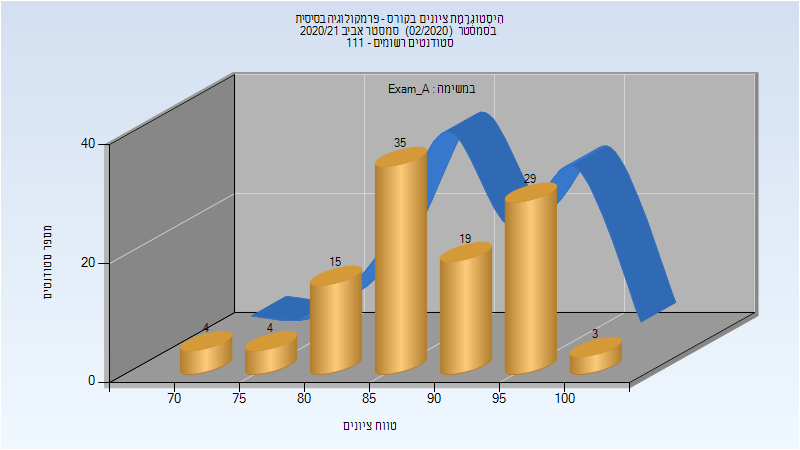 היסטוגרמת ציונים בקורס - פרמקולוגיה בסיסית
בסמסטר (02/2020) סמסטר אביב 2020/21
סטודנטים רשומים - 111
במשימה : Exam_A
מספר סטודנטים
40
20
0
4
4
15
35
19
29
3
70
75
80
85
90
95
100
טווח ציונים